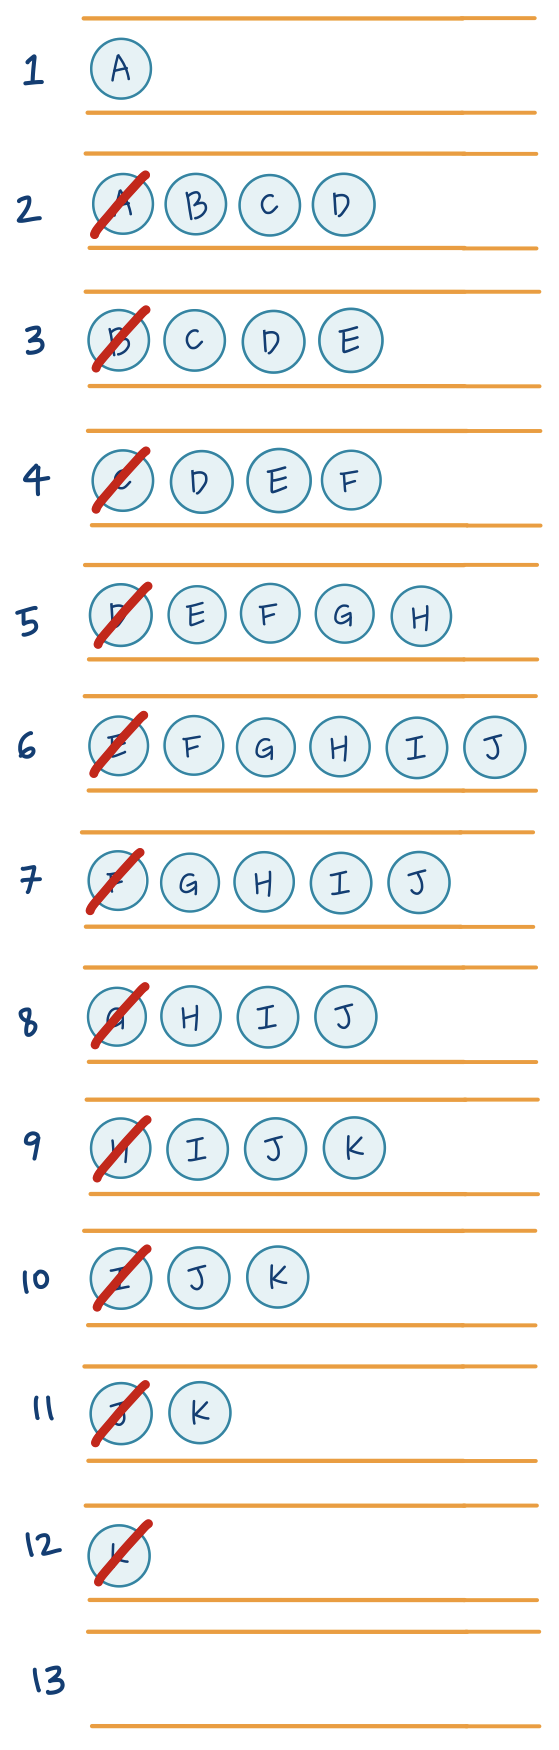 1 A
2 A B C D
3 B C D E
4 C D E F
5 D E F G H
6 E F G H I J
7 F G H I J
8 G H I J
9 H I J K
10 I J K
11 J K
12 K
13